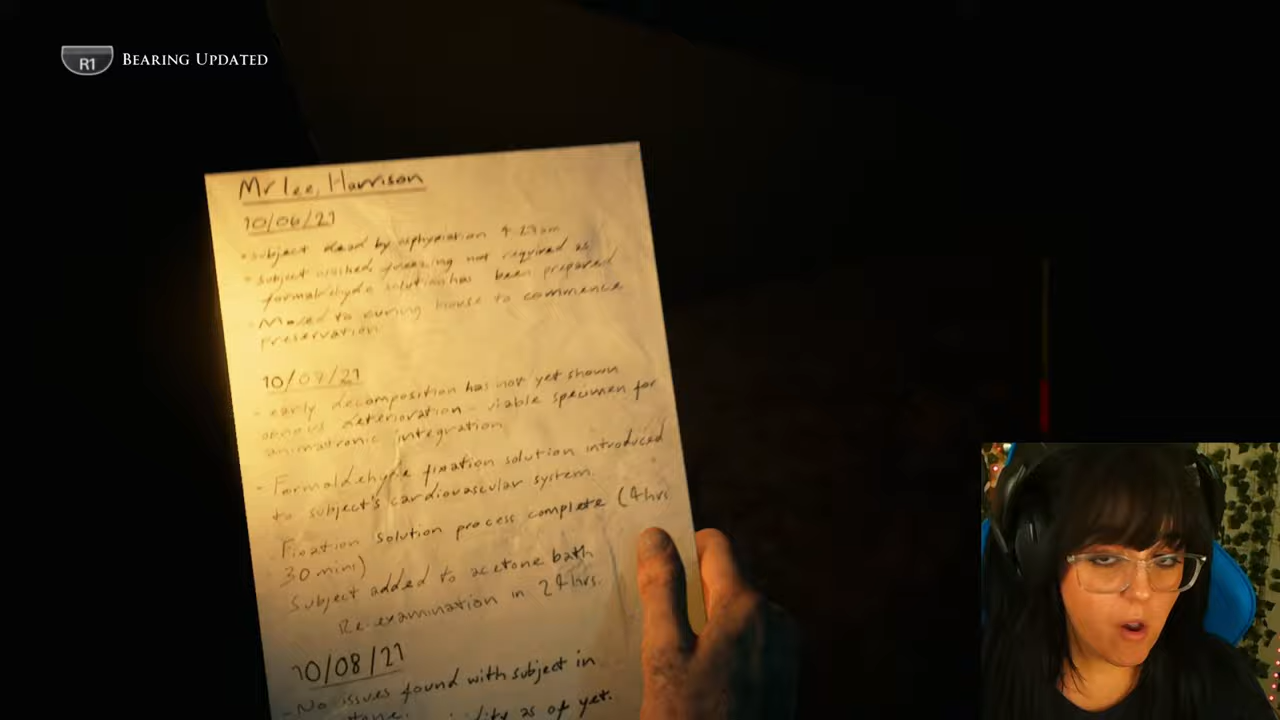 R1 BEARING UPDATED
Mr Lee, Harrison
10/06/21
• subject dead by asphyxiation 4 27am
• subject washed, freezing not required as
formaldehyde solution has been prepared
Moved to curing house to commence
preservation
10/07/21
- early decomposition has not yet shown
obvious deterioration - viable specimen for
animatronic integration
- Formaldehyde fixation solution introduced
to subject's cardiovascular system.
Fixation solution process complete (4hrs
30 mins)
Subject added to acetone bath
Re-examination in 24hrs.
10/08/21
- No issues found with subject in
as of yet.